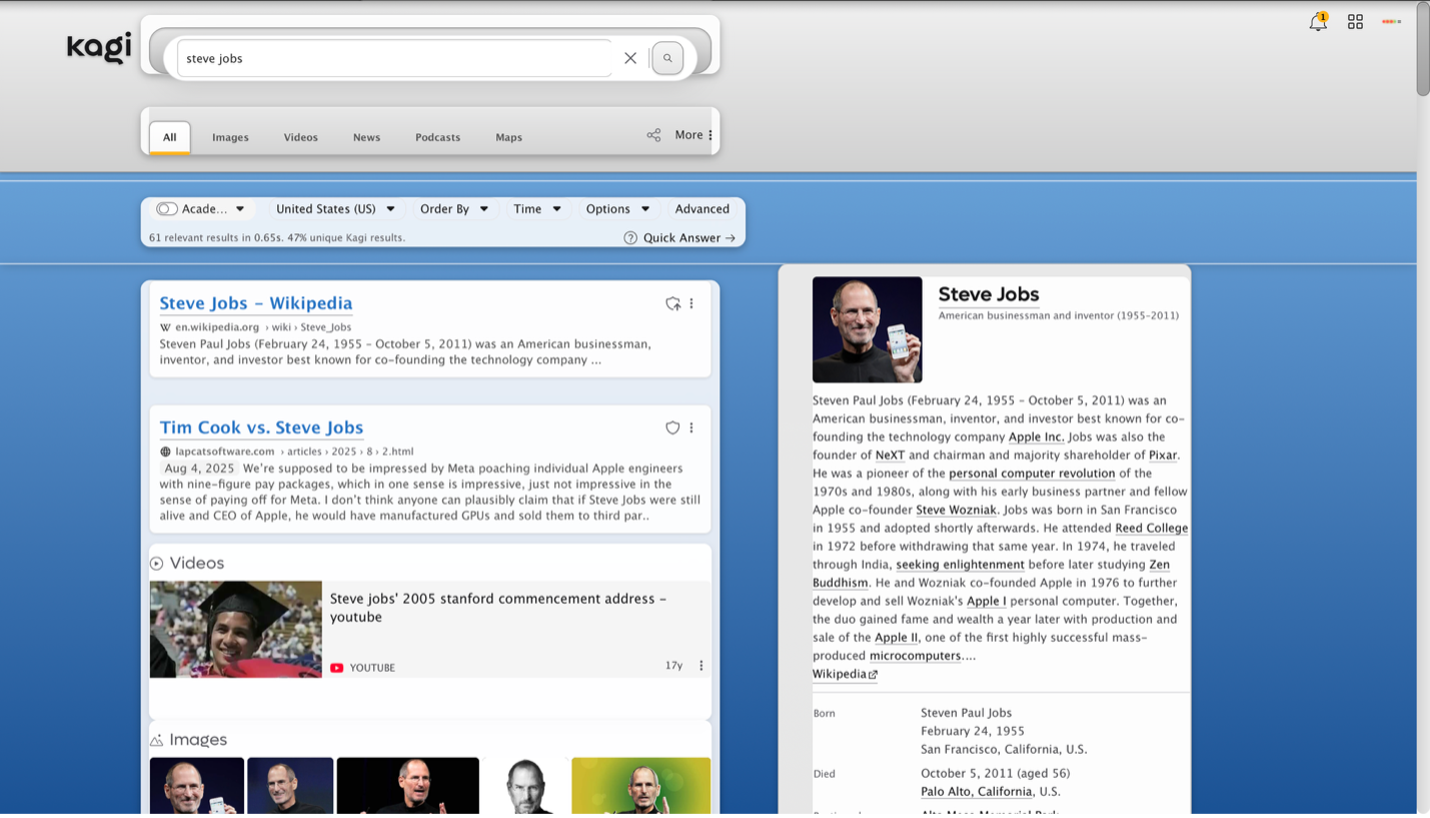 kagi
steve jobs
1
All Images Videos News Podcasts Maps More
Acade... United States (US) Order By Time Options Advanced
61 relevant results in 0.65s. 47% unique Kagi results. Quick Answer →
Steve Jobs - Wikipedia
W en.wikipedia.org › wiki › Steve_Jobs
Steven Paul Jobs (February 24, 1955 - October 5, 2011) was an American businessman,
inventor, and investor best known for co-founding the technology company ...
Tim Cook vs. Steve Jobs
lapcatsoftware.com › articles › 2025 › 8 › 2.html
Aug 4, 2025 We're supposed to be impressed by Meta poaching individual Apple engineers
with nine-figure pay packages, which in one sense is impressive, just not impressive in the
sense of paying off for Meta. I don't think anyone can plausibly claim that if Steve Jobs were still
alive and CEO of Apple, he would have manufactured GPUs and sold them to third par..
Videos
Steve jobs' 2005 stanford commencement address -
youtube
YOUTUBE 17y
Images
Steve Jobs
American businessman and inventor (1955-2011)
Steven Paul Jobs (February 24, 1955 - October 5, 2011) was an
American businessman, inventor, and investor best known for co-
founding the technology company Apple Inc. Jobs was also the
founder of NeXT and chairman and majority shareholder of Pixar.
He was a pioneer of the personal computer revolution of the
1970s and 1980s, along with his early business partner and fellow
Apple co-founder Steve Wozniak. Jobs was born in San Francisco
in 1955 and adopted shortly afterwards. He attended Reed College
in 1972 before withdrawing that same year. In 1974, he traveled
through India, seeking enlightenment before later studying Zen
Buddhism. He and Wozniak co-founded Apple in 1976 to further
develop and sell Wozniak's Apple I personal computer. Together,
the duo gained fame and wealth a year later with production and
sale of the Apple II, one of the first highly successful mass-
produced microcomputers....
Wikipedia
Born Steven Paul Jobs
February 24, 1955
San Francisco, California, U.S.
Died October 5, 2011 (aged 56)
Palo Alto, California, U.S.